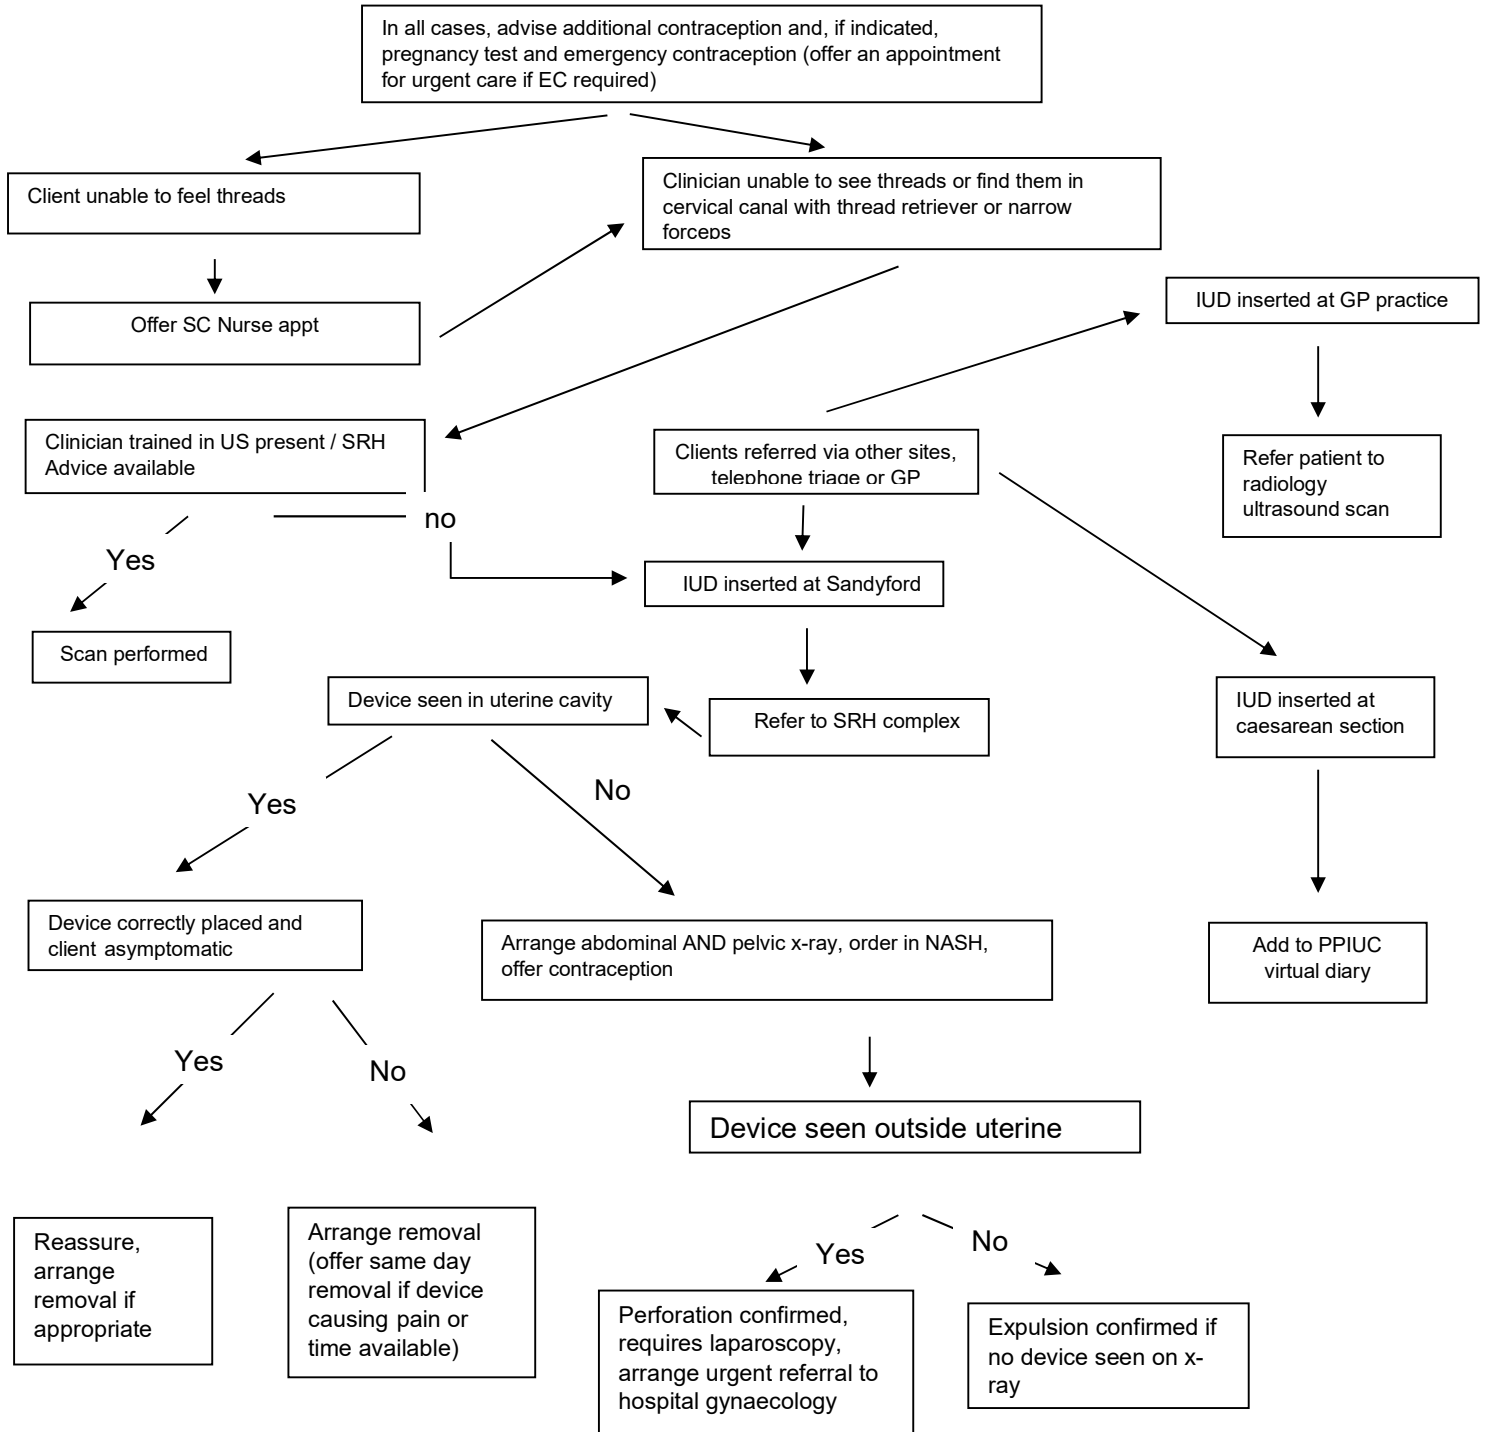 In all cases, advise additional contraception and, if indicated,
pregnancy test and emergency contraception (offer an appointment
for urgent care if EC required)
Client unable to feel threads
Clinician unable to see threads or find them in
cervical canal with thread retriever or narrow
forceps
Offer SC Nurse appt
IUD inserted at GP practice
Clinician trained in US present / SRH
Advice available
Clients referred via other sites,
telephone triage or GP
Refer patient to
radiology
ultrasound scan
no
Yes
IUD inserted at Sandyford
Scan performed
Device seen in uterine cavity
Refer to SRH complex
IUD inserted at
caesarean section
Yes
No
Device correctly placed and
client asymptomatic
Arrange abdominal AND pelvic x-ray, order in NASH,
offer contraception
Add to PPIUC
virtual diary
Yes
No
Device seen outside uterine
Reassure,
arrange
removal if
appropriate
Arrange removal
(offer same day
removal if device
causing pain or
time available)
Yes
No
Perforation confirmed,
requires laparoscopy,
arrange urgent referral to
hospital gynaecology
Expulsion confirmed if
no device seen on x-
ray